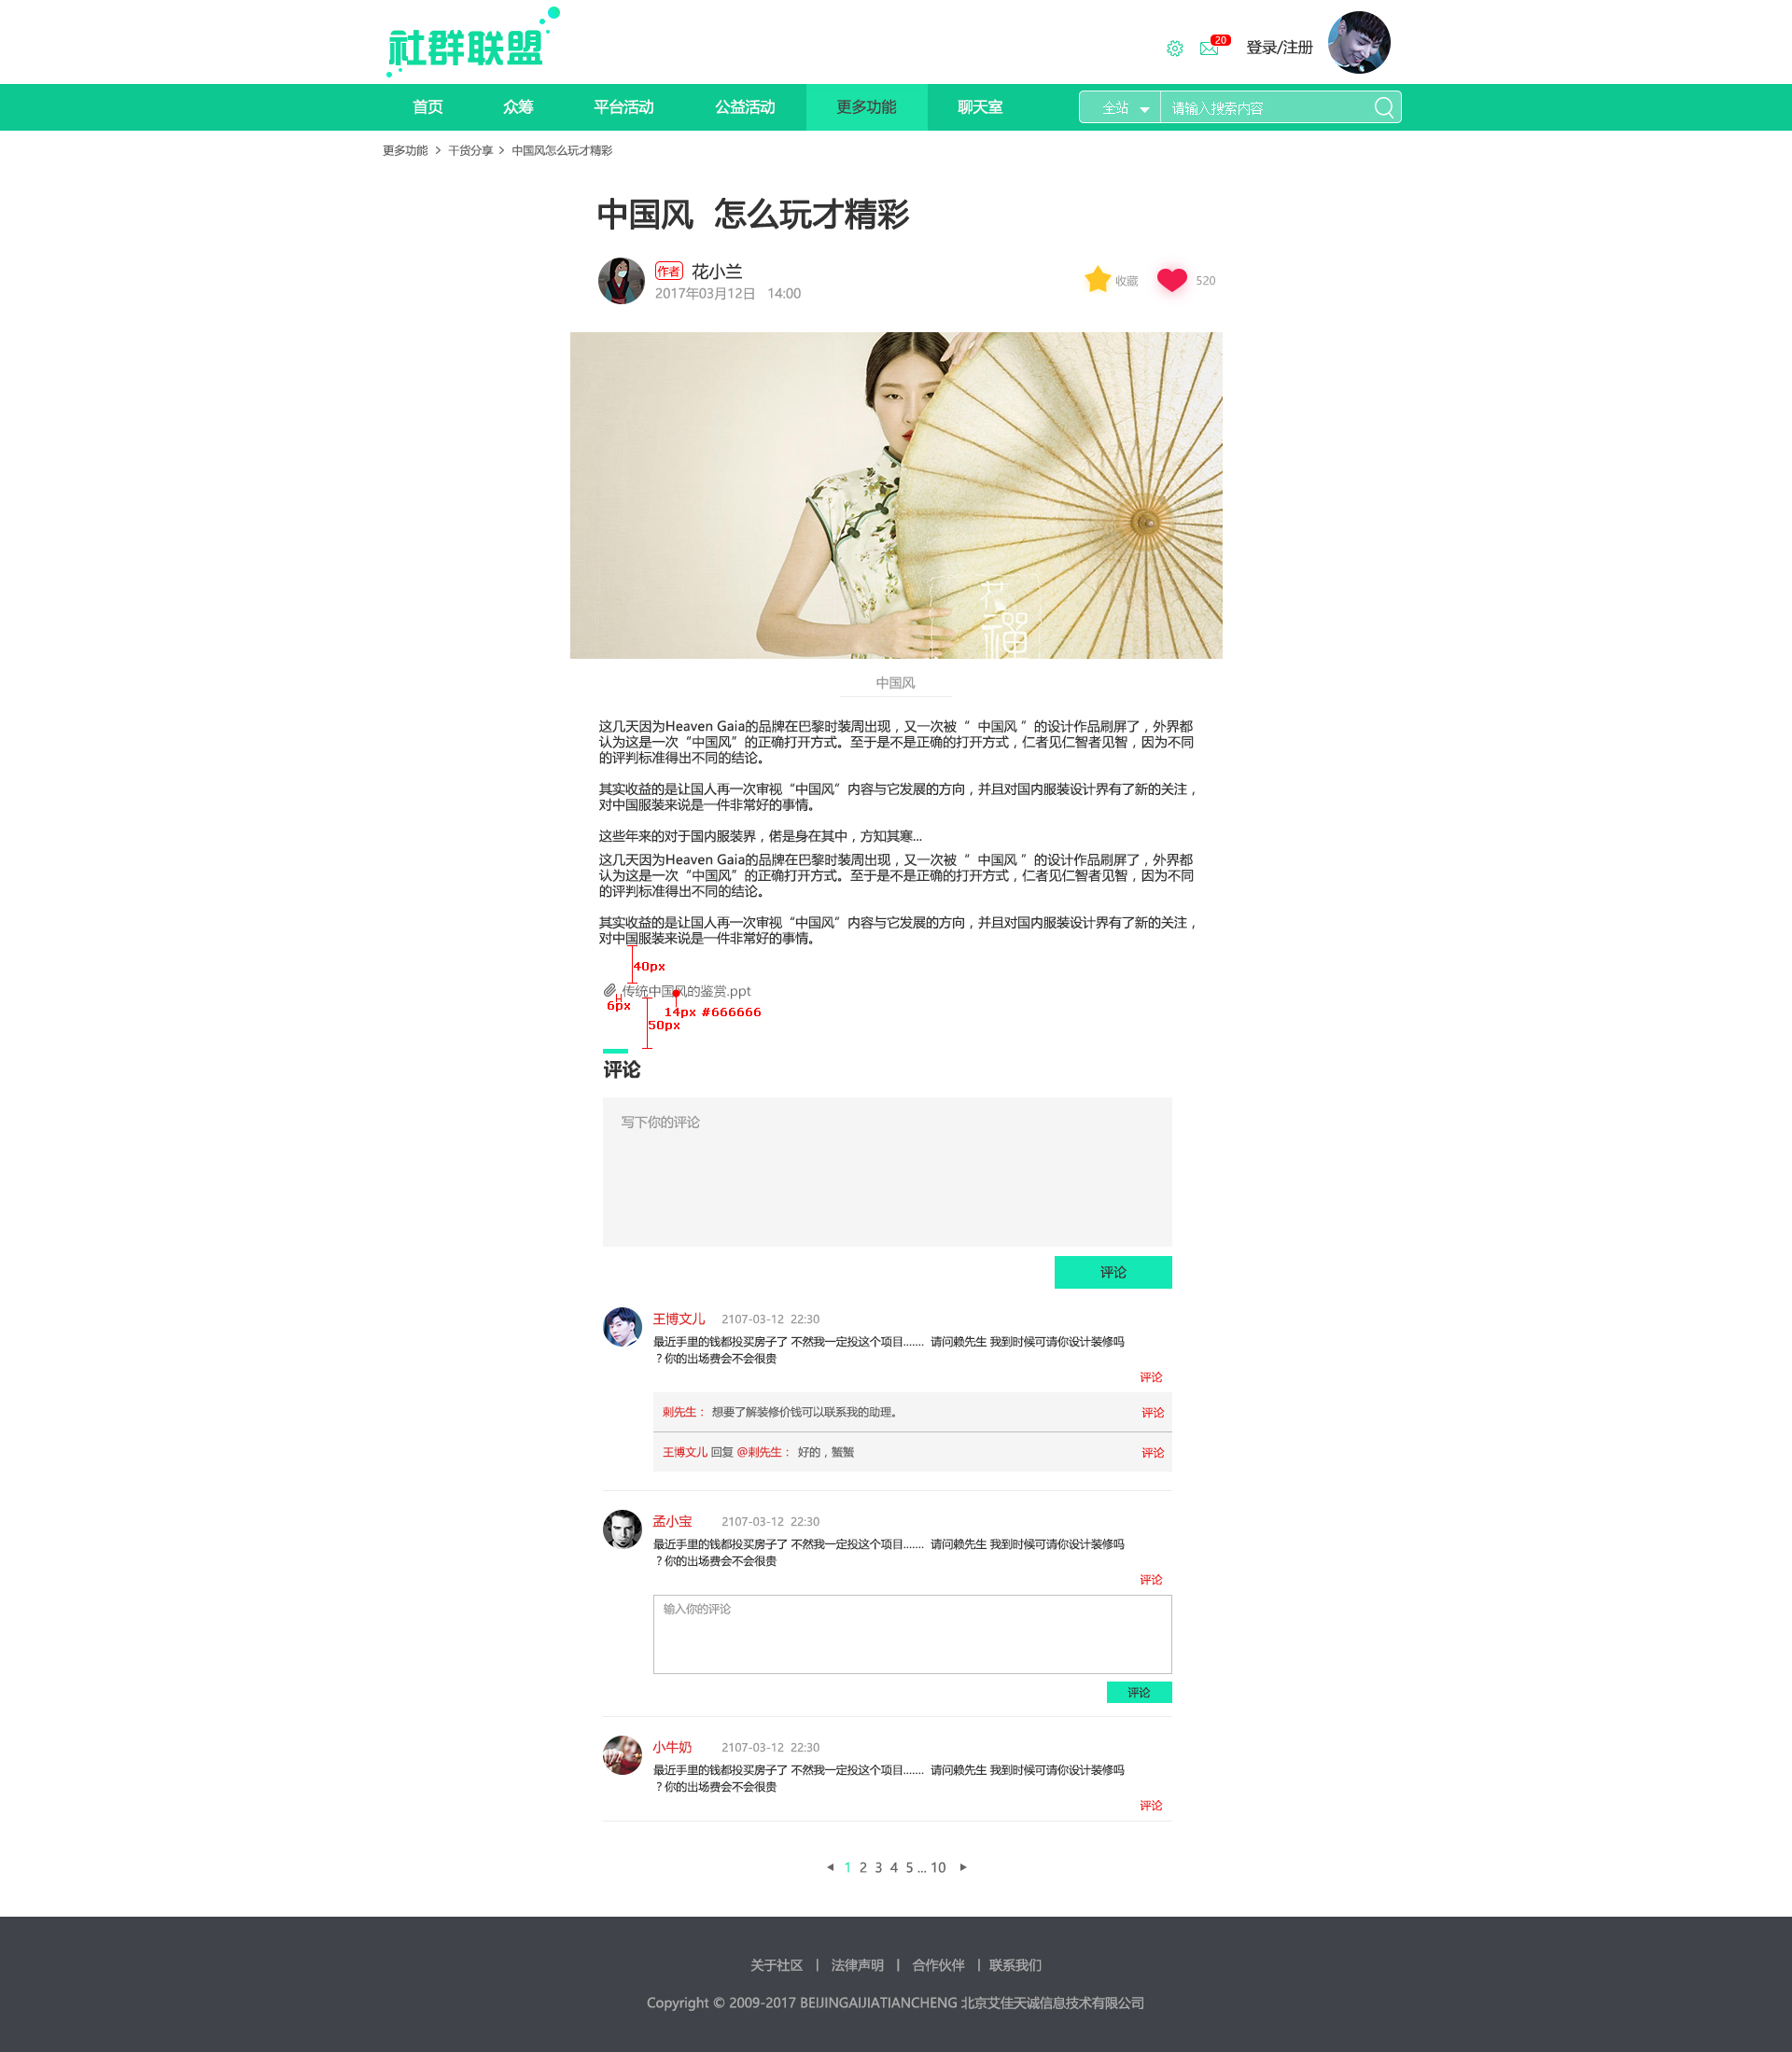 社群联盟
20
登录/注册
首页 众筹 平台活动 公益活动 更多功能 聊天室 全站 请输入搜索内容
更多功能 > 干货分享 > 中国风怎么玩才精彩
中国风 怎么玩才精彩
作者 花小兰
2017年03月12日 14:00
收藏 520
花禅
中国风
这几天因为Heaven Gaia的品牌在巴黎时装周出现，又一次被“ 中国风 ”的设计作品刷屏了，外界都
认为这是一次“中国风”的正确打开方式。至于是不是正确的打开方式，仁者见仁智者见智，因为不同
的评判标准得出不同的结论。
其实收益的是让国人再一次审视“中国风”内容与它发展的方向，并且对国内服装设计界有了新的关注，
对中国服装来说是一件非常好的事情。
这些年来的对于国内服装界，偌是身在其中，方知其寒...
这几天因为Heaven Gaia的品牌在巴黎时装周出现，又一次被“ 中国风 ”的设计作品刷屏了，外界都
认为这是一次“中国风”的正确打开方式。至于是不是正确的打开方式，仁者见仁智者见智，因为不同
的评判标准得出不同的结论。
其实收益的是让国人再一次审视“中国风”内容与它发展的方向，并且对国内服装设计界有了新的关注，
对中国服装来说是一件非常好的事情。
40px
传统中国风的鉴赏.ppt
6px
14px #666666
50px
评论
写下你的评论
评论
王博文儿 2107-03-12 22:30
最近手里的钱都投买房子了 不然我一定投这个项目....... 请问赖先生 我到时候可请你设计装修吗
？你的出场费会不会很贵
评论
剌先生： 想要了解装修价钱可以联系我的助理。 评论
王博文儿 回复 @剌先生： 好的，蟹蟹 评论
孟小宝 2107-03-12 22:30
最近手里的钱都投买房子了 不然我一定投这个项目....... 请问赖先生 我到时候可请你设计装修吗
？你的出场费会不会很贵
评论
输入你的评论
评论
小牛奶 2107-03-12 22:30
最近手里的钱都投买房子了 不然我一定投这个项目....... 请问赖先生 我到时候可请你设计装修吗
？你的出场费会不会很贵
评论
1 2 3 4 5 ... 10
关于社区 | 法律声明 | 合作伙伴 | 联系我们
Copyright © 2009-2017 BEIJINGAIJIATIANCHENG 北京艾佳天诚信息技术有限公司